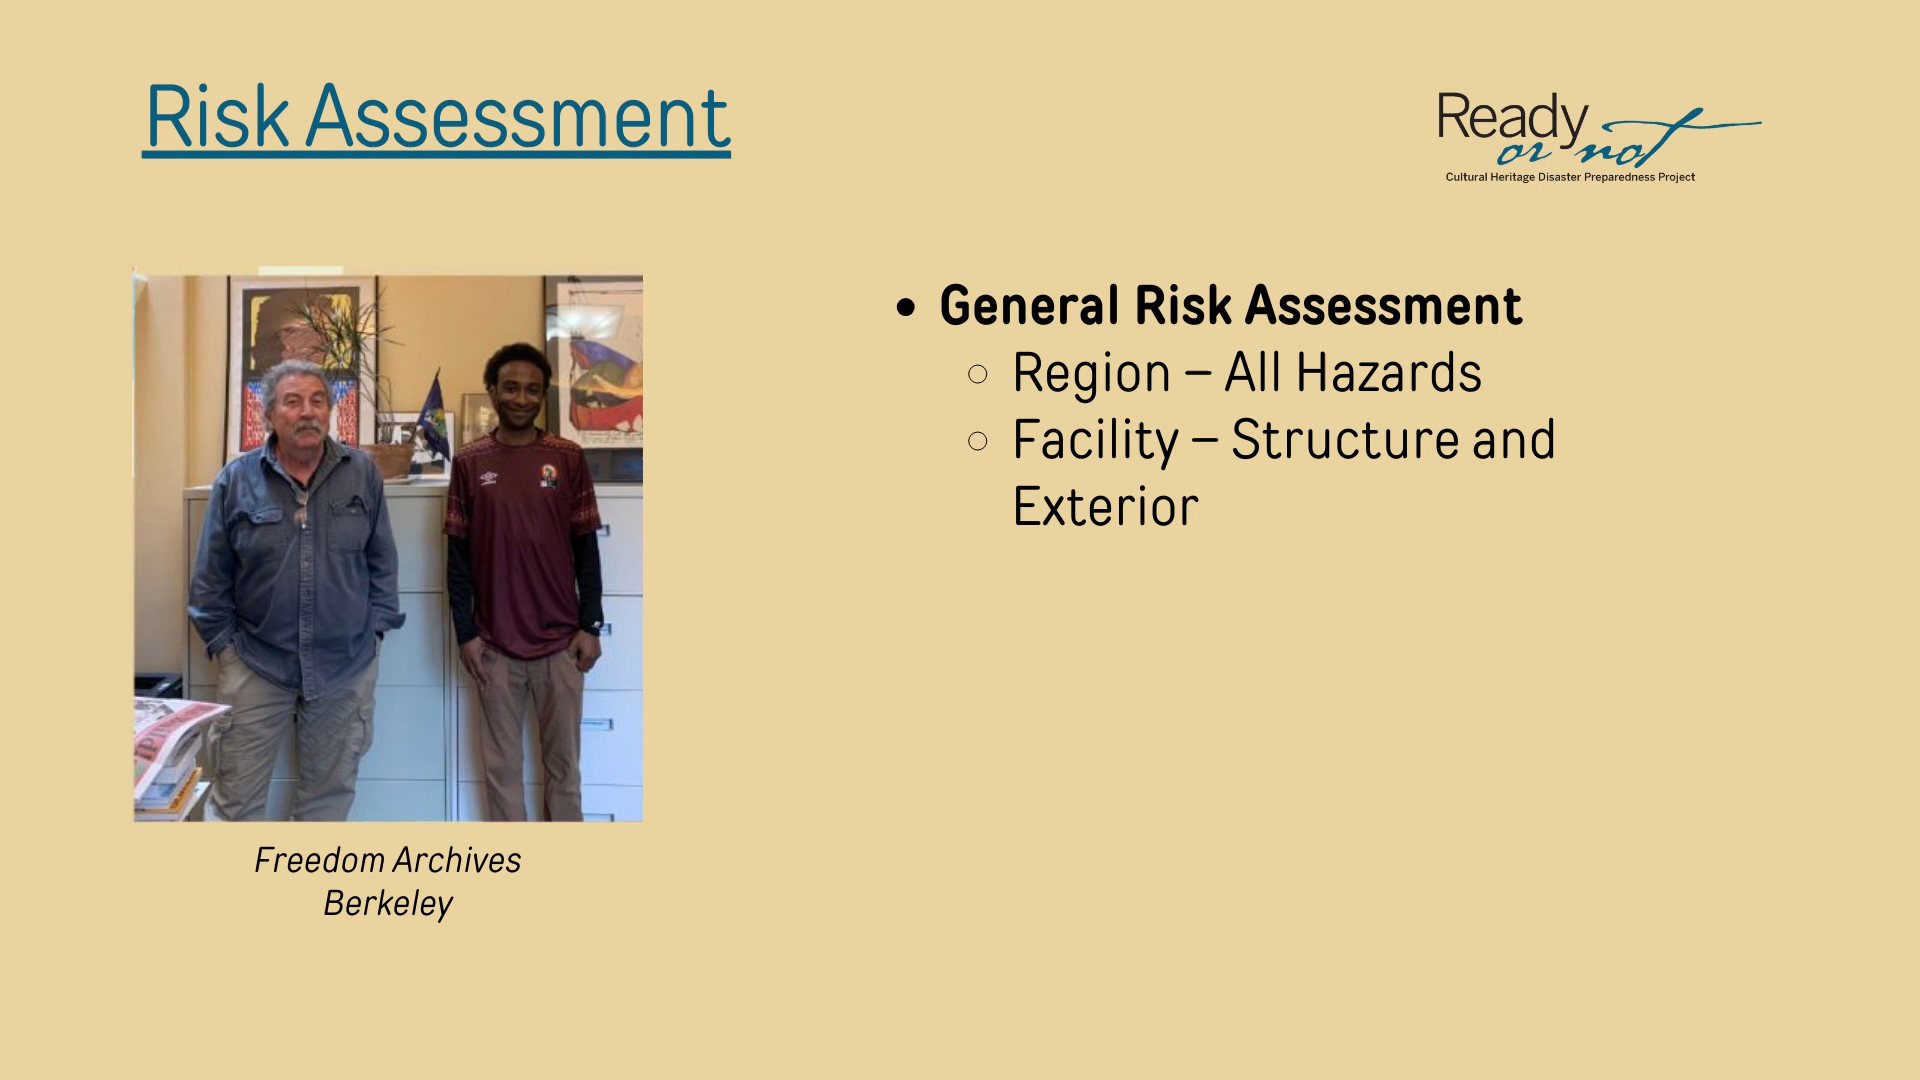 Risk Assessment
Ready
or not
Cultural Heritage Disaster Preparedness Project
• General Risk Assessment
○ Region – All Hazards
○ Facility – Structure and
Exterior
Freedom Archives
Berkeley